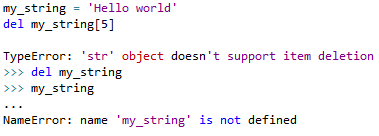 my_string = 'Hello world'
del my_string[5]
TypeError: 'str' object doesn't support item deletion
>>> del my_string
>>> my_string
...
NameError: name 'my_string' is not defined